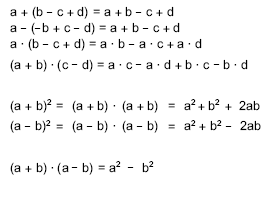 a + (b – c + d) = a + b – c + d
a – (–b + c – d) = a + b – c + d
a · (b – c + d) = a · b – a · c + a · d
(a + b) · (c – d) = a · c – a · d + b · c – b · d
(a + b)² = (a + b) · (a + b) = a² + b² + 2ab
(a – b)² = (a – b) · (a – b) = a² + b² – 2ab
(a + b) · (a – b) = a² – b²